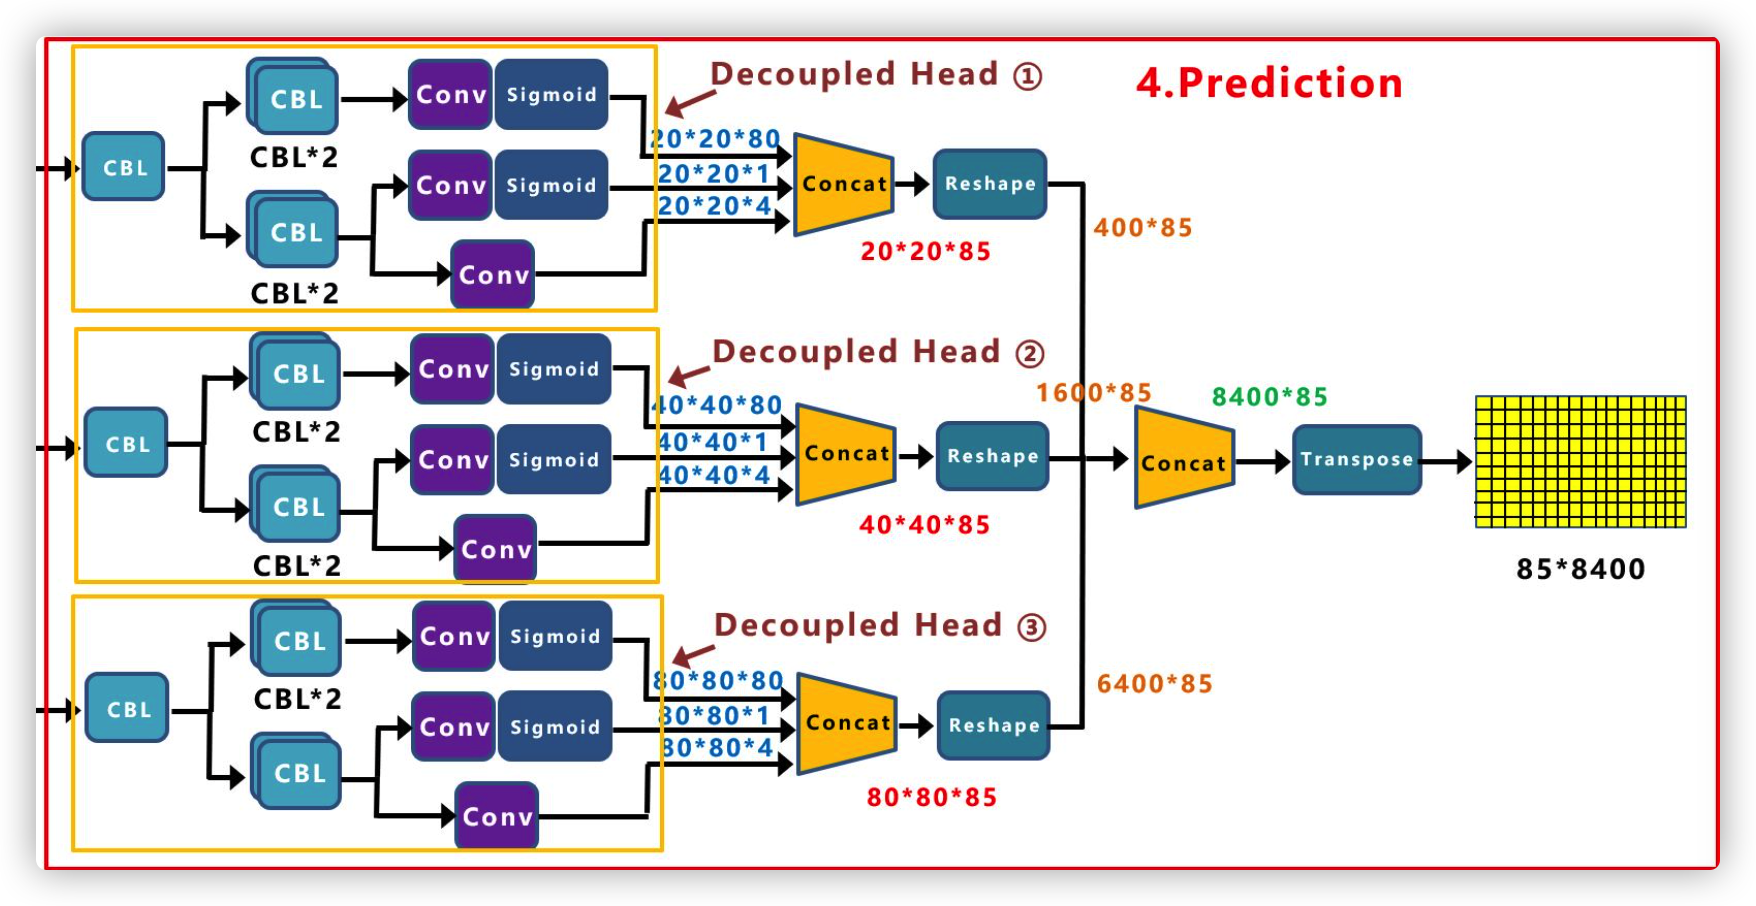 4.Prediction
Decoupled Head ①
CBL
CBL
CBL*2
CBL
CBL*2
Conv
Sigmoid
Conv
Sigmoid
Conv
20*20*80
20*20*1
20*20*4
Concat
20*20*85
Reshape
400*85
Decoupled Head ②
CBL
CBL
CBL*2
CBL
CBL*2
Conv
Sigmoid
Conv
Sigmoid
Conv
40*40*80
40*40*1
40*40*4
Concat
40*40*85
Reshape
1600*85
Decoupled Head ③
CBL
CBL
CBL*2
CBL
Conv
Sigmoid
Conv
Sigmoid
Conv
80*80*80
80*80*1
80*80*4
Concat
80*80*85
Reshape
6400*85
Concat
8400*85
Transpose
85*8400